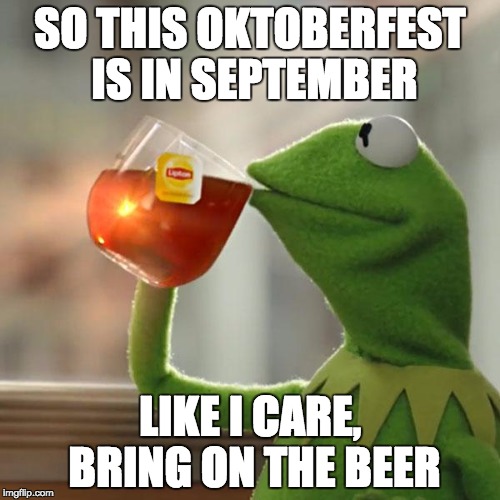 SO THIS OKTOBERFEST
IS IN SEPTEMBER
Lipton
LIKE I CARE,
BRING ON THE BEER
imgflip.com